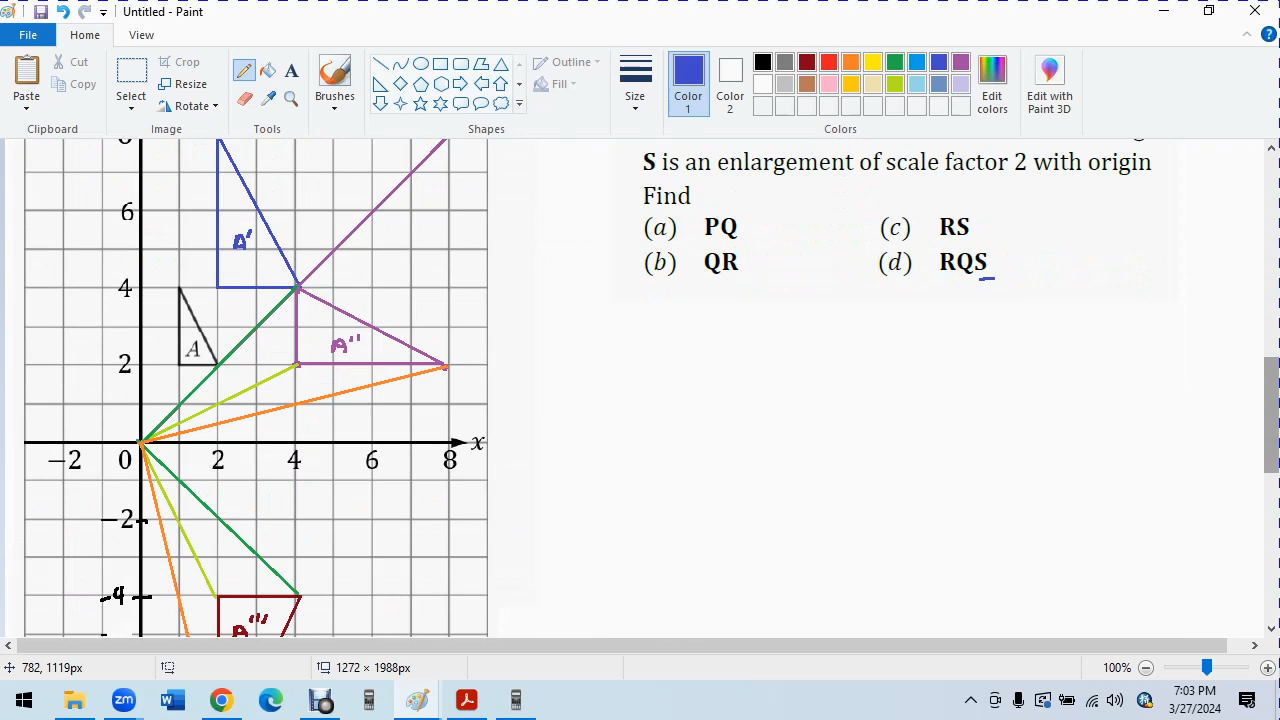 Untitled - Paint
File Home View
Paste Cut Copy
Select Crop Resize Rotate
Brushes
Outline Fill
Size
Color 1
Color 2
Edit colors
Edit with Paint 3D
Clipboard Image Tools Shapes Colors
S is an enlargement of scale factor 2 with origin
Find
(a) PQ (c) RS
(b) QR (d) RQS
6
A'
4
A
A''
2
x
−2 0 2 4 6 8
−2
-4
A'''
782, 1119px
1272 × 1988px
100%
7:03 PM
3/27/2024